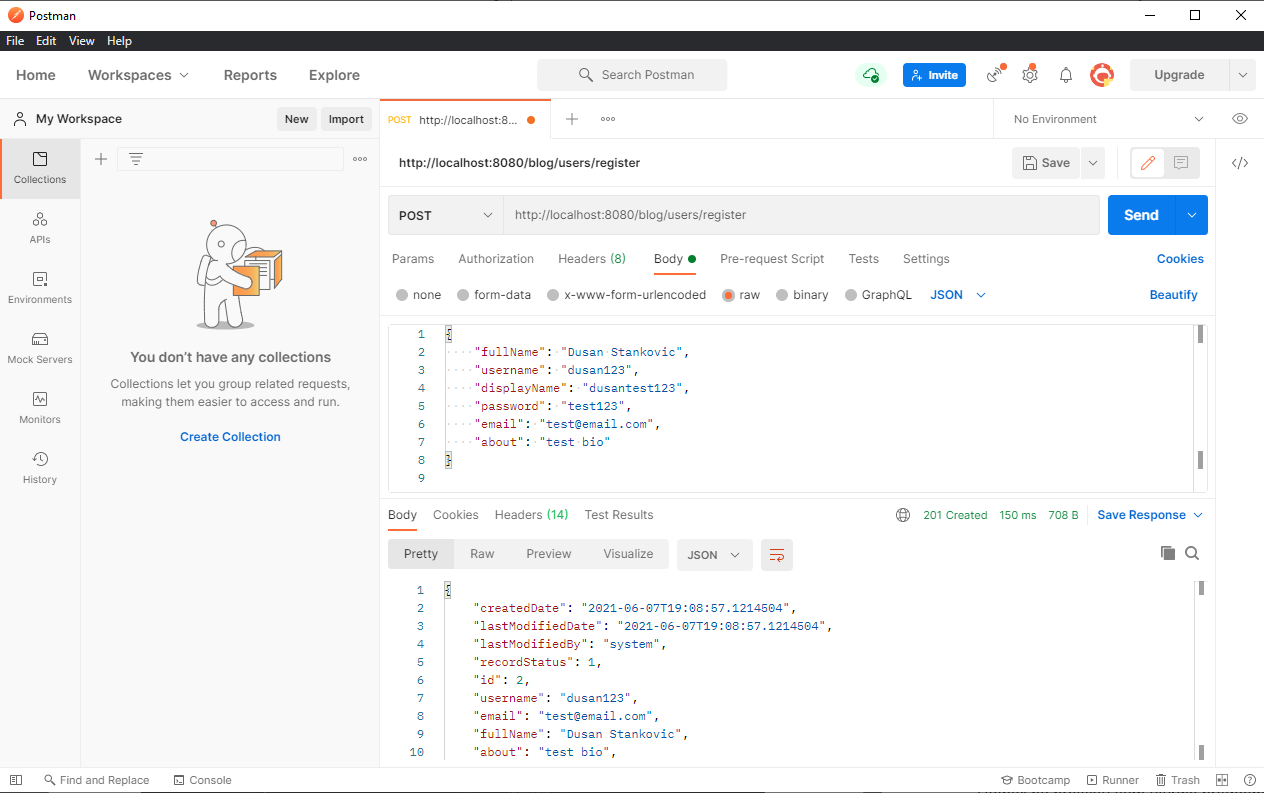 Postman
File Edit View Help
Home Workspaces Reports Explore Search Postman Invite Upgrade
My Workspace New Import POST http://localhost:8... No Environment
Collections
http://localhost:8080/blog/users/register Save
APIs
POST http://localhost:8080/blog/users/register Send
Params Authorization Headers (8) Body Pre-request Script Tests Settings Cookies
Environments
none form-data x-www-form-urlencoded raw binary GraphQL JSON Beautify
Mock Servers
Monitors
History
You don't have any collections
Collections let you group related requests,
making them easier to access and run.
Create Collection
1 {
2 "fullName": "Dusan Stankovic",
3 "username": "dusan123",
4 "displayName": "dusantest123",
5 "password": "test123",
6 "email": "test@email.com",
7 "about": "test bio"
8 }
9
Body Cookies Headers (14) Test Results 201 Created 150 ms 708 B Save Response
Pretty Raw Preview Visualize JSON
1 {
2 "createdDate": "2021-06-07T19:08:57.1214504",
3 "lastModifiedDate": "2021-06-07T19:08:57.1214504",
4 "lastModifiedBy": "system",
5 "recordStatus": 1,
6 "id": 2,
7 "username": "dusan123",
8 "email": "test@email.com",
9 "fullName": "Dusan Stankovic",
10 "about": "test bio",
Find and Replace Console Bootcamp Runner Trash